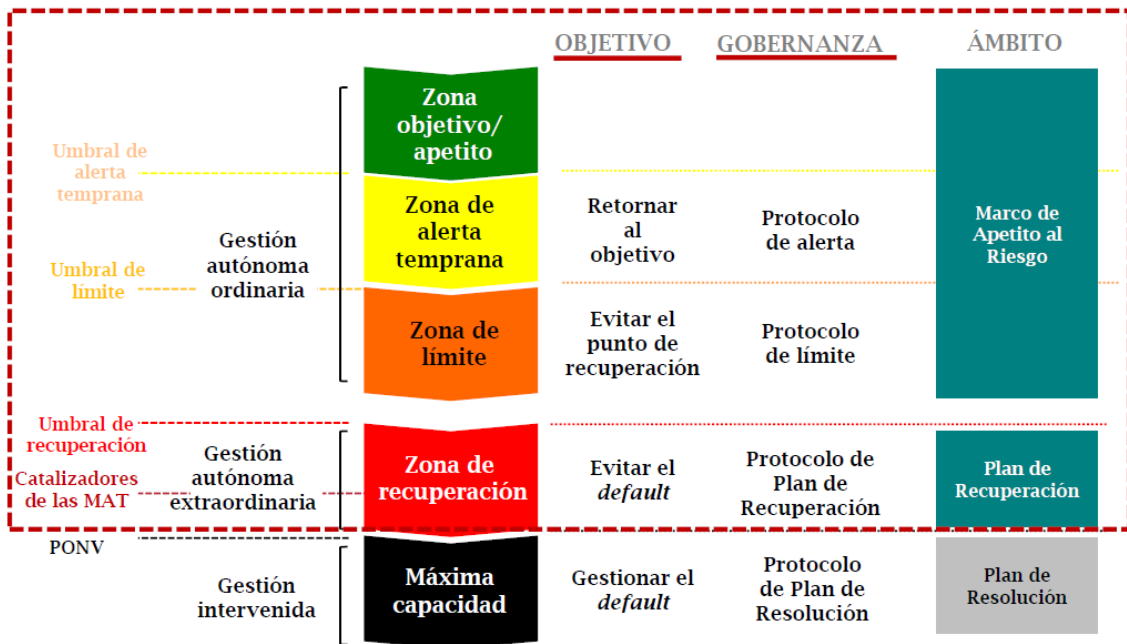 OBJETIVO
GOBERNANZA
ÁMBITO
Zona
objetivo/
apetito
Umbral de
alerta
temprana
Zona de
alerta
temprana
Retornar
al
objetivo
Protocolo
de alerta
Marco de
Apetito al
Riesgo
Gestión
autónoma
ordinaria
Umbral de
límite
Zona de
límite
Evitar el
punto de
recuperación
Protocolo
de límite
Umbral de
recuperación
Catalizadores
de las MAT
Gestión
autónoma
extraordinaria
Zona de
recuperación
Evitar el
default
Protocolo de
Plan de
Recuperación
Plan de
Recuperación
PONV
Gestión
intervenida
Máxima
capacidad
Gestionar el
default
Protocolo
de Plan de
Resolución
Plan de
Resolución